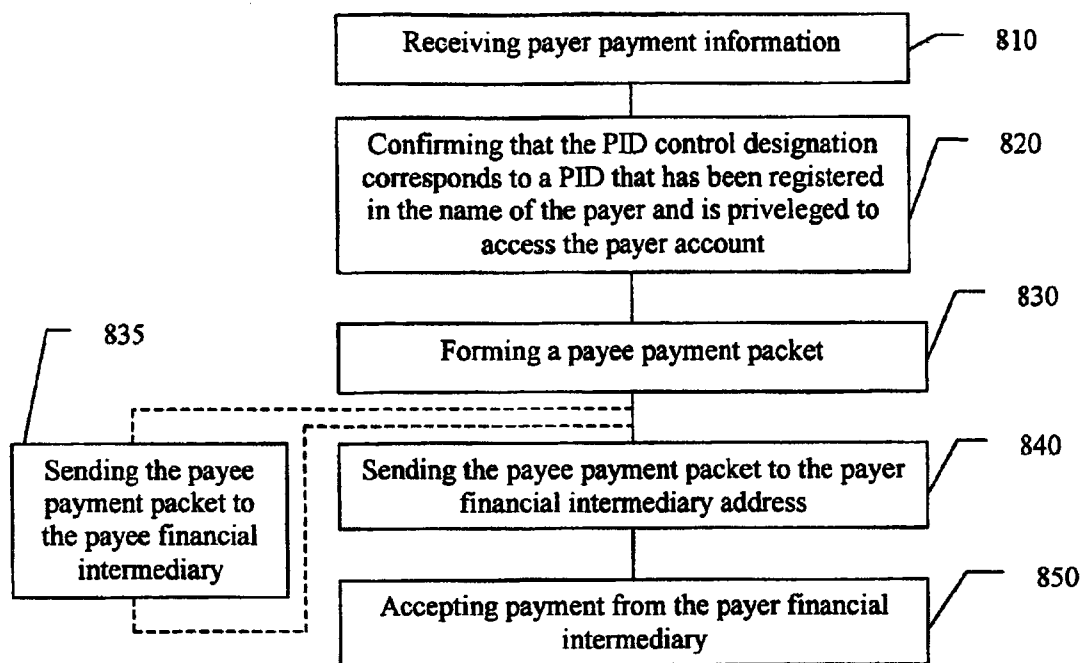 Receiving payer payment information
810
Confirming that the PID control designation
corresponds to a PID that has been registered
in the name of the payer and is priveleged to
access the payer account
820
Forming a payee payment packet
830
835
Sending the payee
payment packet to
the payee financial
intermediary
Sending the payee payment packet to the payer
financial intermediary address
840
Accepting payment from the payer financial
intermediary
850